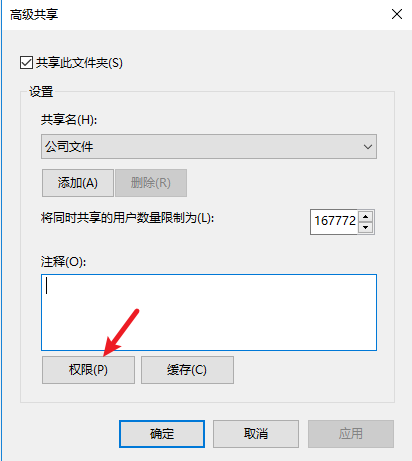 高级共享
共享此文件夹(S)
设置
共享名(H):
公司文件
添加(A) 删除(R)
将同时共享的用户数量限制为(L): 167772
注释(O):
权限(P) 缓存(C)
确定 取消 应用